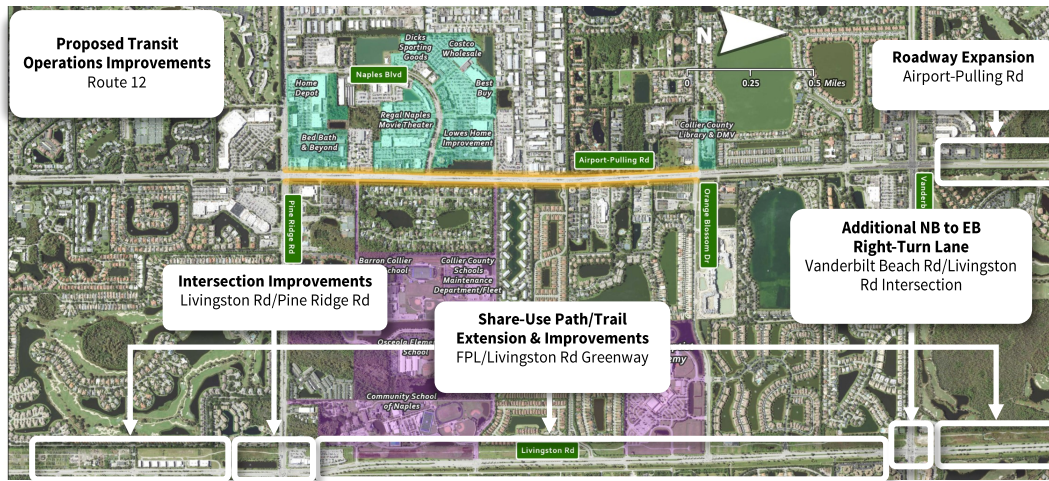 Proposed Transit
Operations Improvements
Route 12
Dicks
Sporting
Goods
Costco
Wholesale
Naples Blvd
Home
Depot
Best
Buy
Regal Naples
Movie Theater
Bed Bath
& Beyond
Lowes Home
Improvement
N
0
0.25
0.5 Miles
Roadway Expansion
Airport-Pulling Rd
Collier County
Library & DMV
Airport-Pulling Rd
Pine Ridge Rd
Orange Blossom Dr
Additional NB to EB
Right-Turn Lane
Vanderbilt Beach Rd/Livingston
Rd Intersection
Barron Collier
Collier County
Schools
Maintenance
Department/Fleet
Intersection Improvements
Livingston Rd/Pine Ridge Rd
Share-Use Path/Trail
Extension & Improvements
FPL/Livingston Rd Greenway
Osceola
School
Community School
of Naples
Livingston Rd